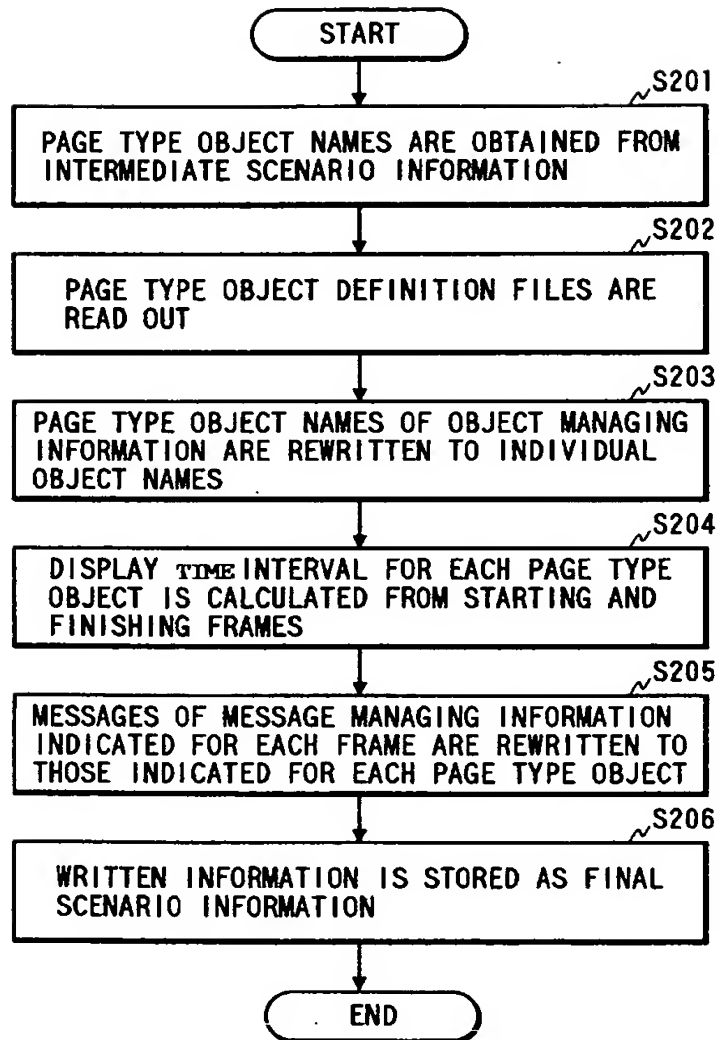 START
S201
PAGE TYPE OBJECT NAMES ARE OBTAINED FROM
INTERMEDIATE SCENARIO INFORMATION
S202
PAGE TYPE OBJECT DEFINITION FILES ARE
READ OUT
S203
PAGE TYPE OBJECT NAMES OF OBJECT MANAGING
INFORMATION ARE REWRITTEN TO INDIVIDUAL
OBJECT NAMES
S204
DISPLAY TIME INTERVAL FOR EACH PAGE TYPE
OBJECT IS CALCULATED FROM STARTING AND
FINISHING FRAMES
S205
MESSAGES OF MESSAGE MANAGING INFORMATION
INDICATED FOR EACH FRAME ARE REWRITTEN TO
THOSE INDICATED FOR EACH PAGE TYPE OBJECT
S206
WRITTEN INFORMATION IS STORED AS FINAL
SCENARIO INFORMATION
END